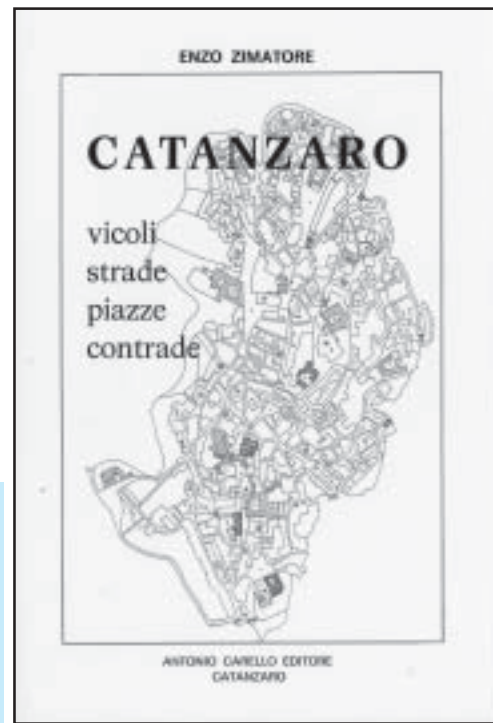 ENZO ZIMATORE
CATANZARO
vicoli
strade
piazze
contrade
ANTONIO CARELLO EDITORE
CATANZARO